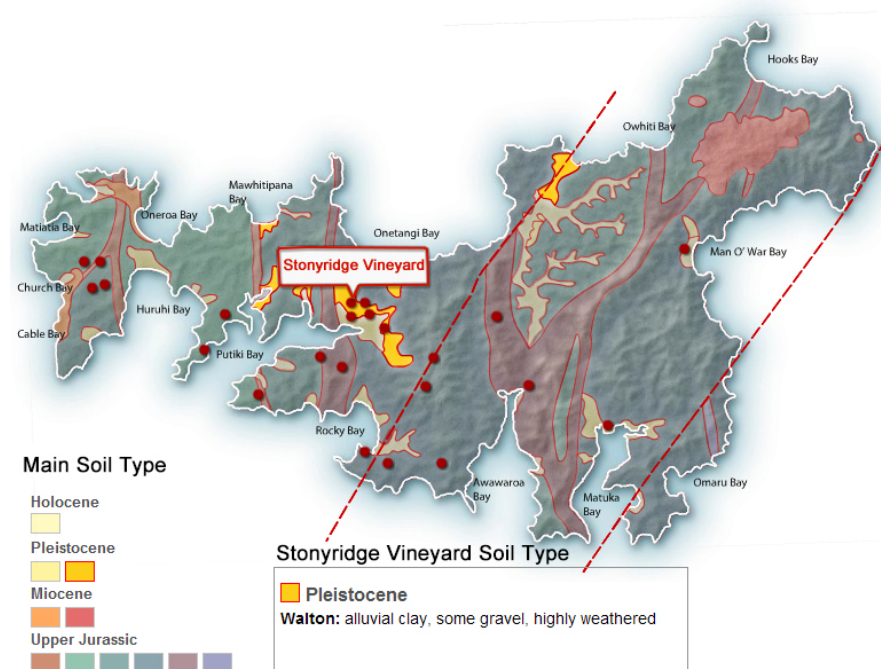 Hooks Bay
Owhiti Bay
Mawhitipana
Bay
Oneroa Bay
Matiatia Bay
Onetangi Bay
Man O' War Bay
Stonyridge Vineyard
Church Bay
Huruhi Bay
Cable Bay
Putiki Bay
Rocky Bay
Awawaroa
Bay
Matuka
Bay
Omaru Bay
Main Soil Type
Holocene
Pleistocene
Miocene
Upper Jurassic
Stonyridge Vineyard Soil Type
Pleistocene
Walton: alluvial clay, some gravel, highly weathered